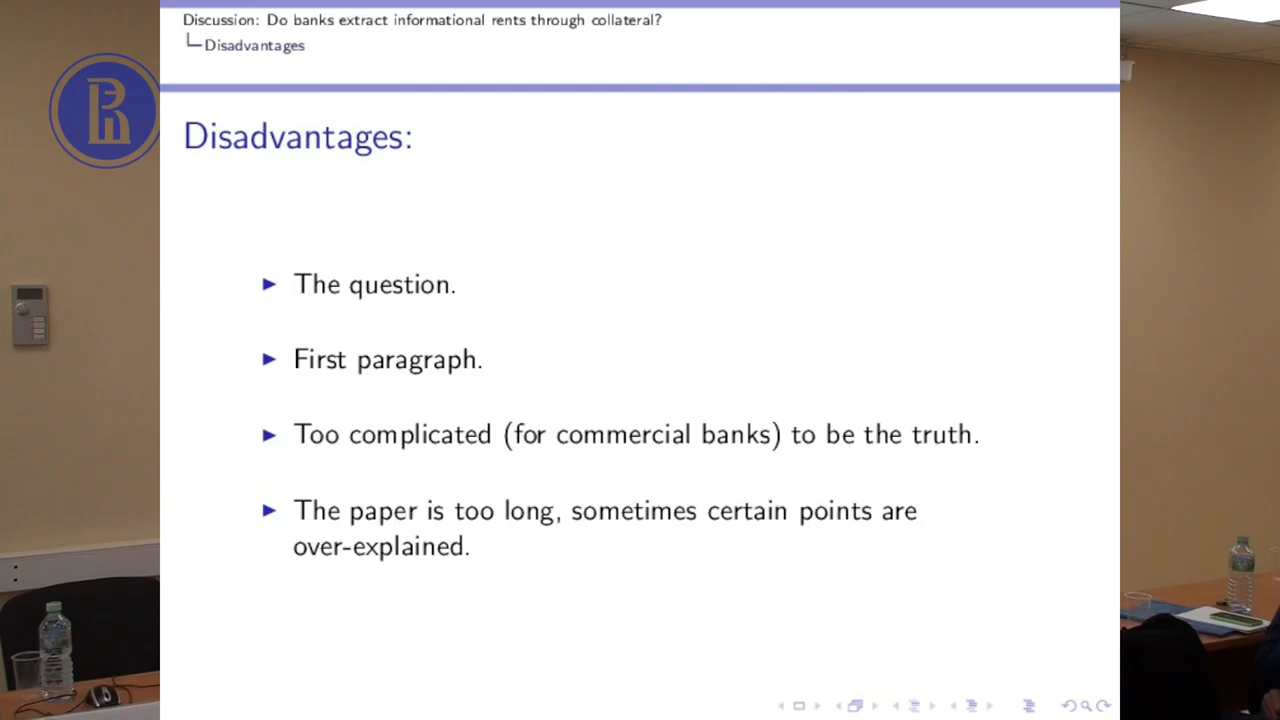 Discussion: Do banks extract informational rents through collateral?
Disadvantages
Disadvantages:
The question.
First paragraph.
Too complicated (for commercial banks) to be the truth.
The paper is too long, sometimes certain points are
over-explained.